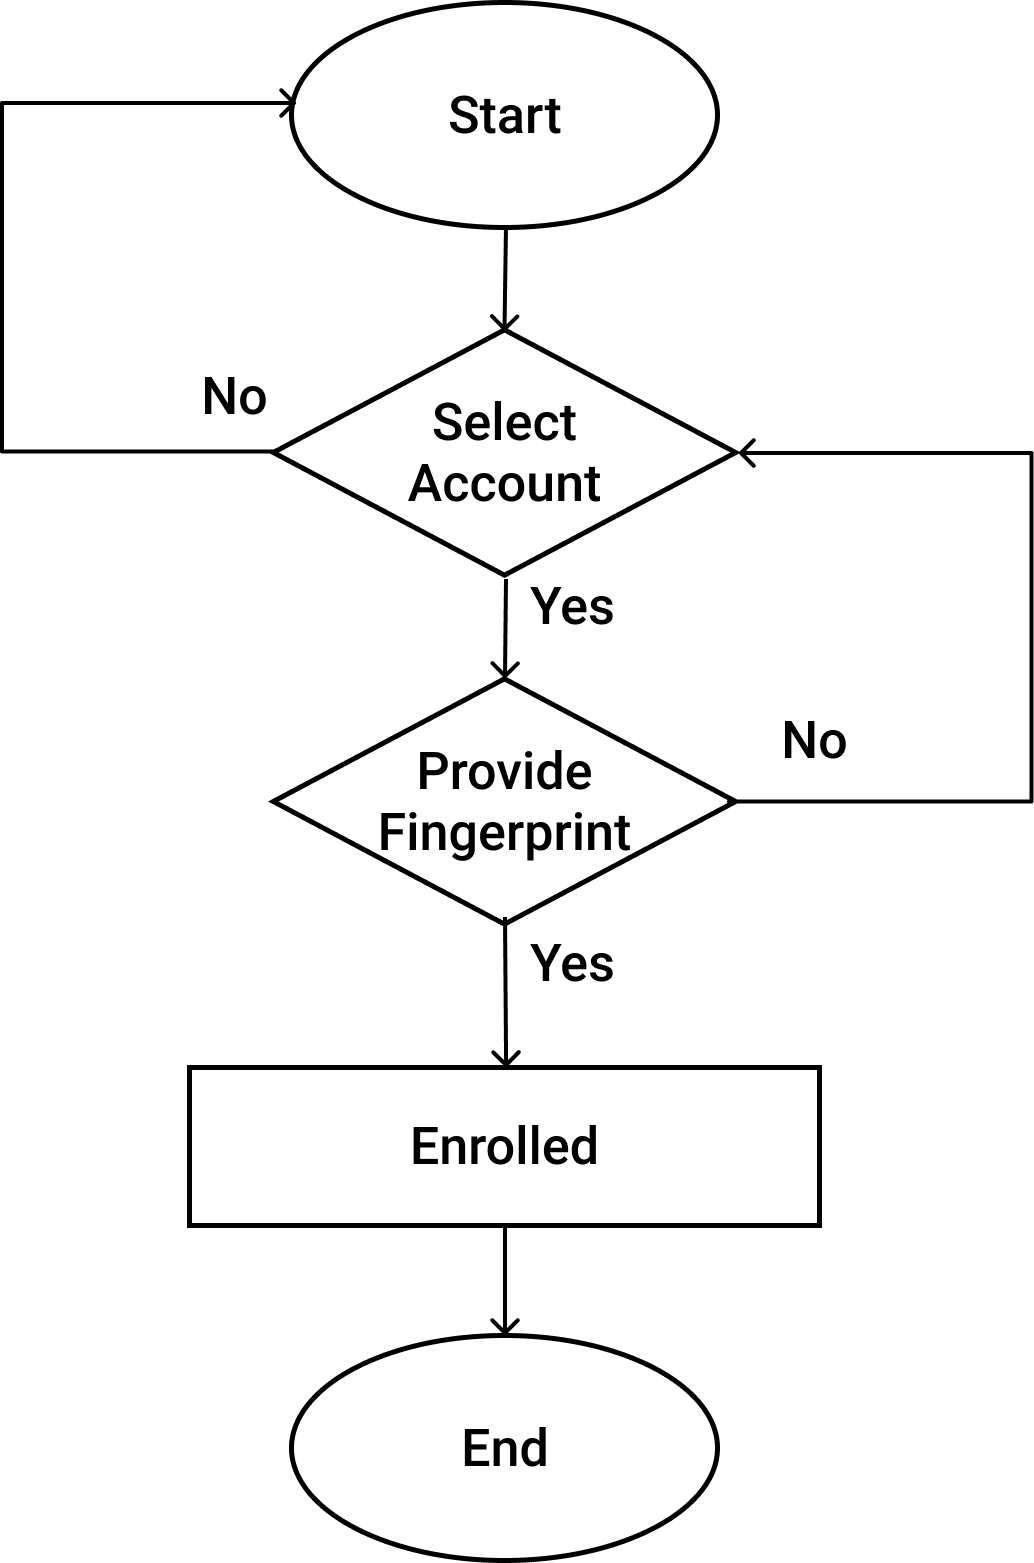 Start
No
Select
Account
Yes
Provide
No
Fingerprint
Yes
Enrolled
End